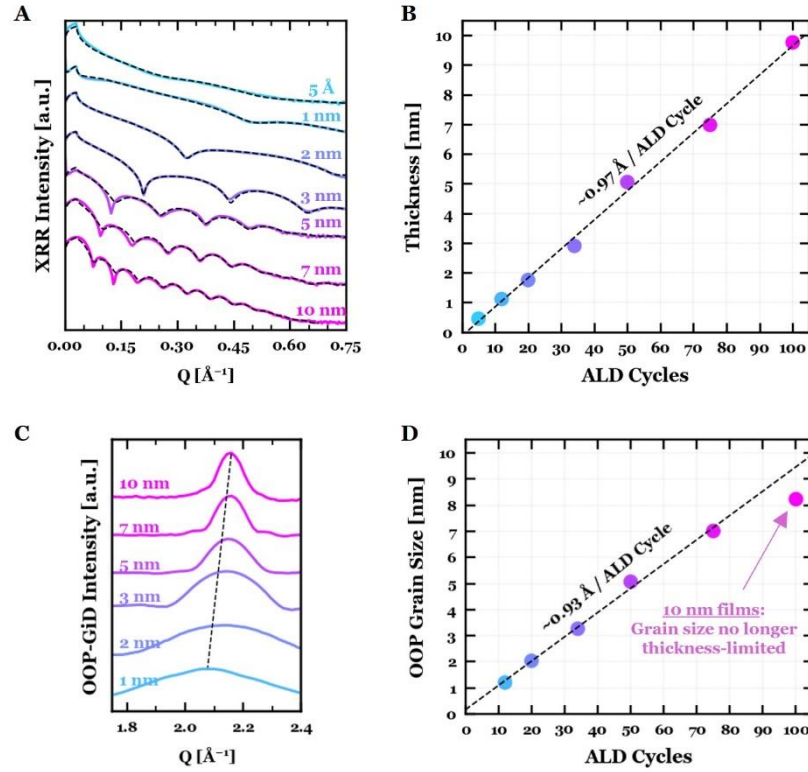 A
XRR Intensity [a.u.]
5 Å
1 nm
2 nm
3 nm
5 nm
7 nm
10 nm
0.00 0.15 0.30 0.45 0.60 0.75
Q [Å⁻¹]
B
Thickness [nm]
10
9
8
7
6
5
4
3
2
1
0
~0.97 Å / ALD Cycle
0 10 20 30 40 50 60 70 80 90 100
ALD Cycles
C
OOP-GiD Intensity [a.u.]
10 nm
7 nm
5 nm
3 nm
2 nm
1 nm
1.8 2.0 2.2 2.4
Q [Å⁻¹]
D
OOP Grain Size [nm]
10
9
8
7
6
5
4
3
2
1
0
~0.93 Å / ALD Cycle
10 nm films:
Grain size no longer
thickness-limited
0 10 20 30 40 50 60 70 80 90 100
ALD Cycles